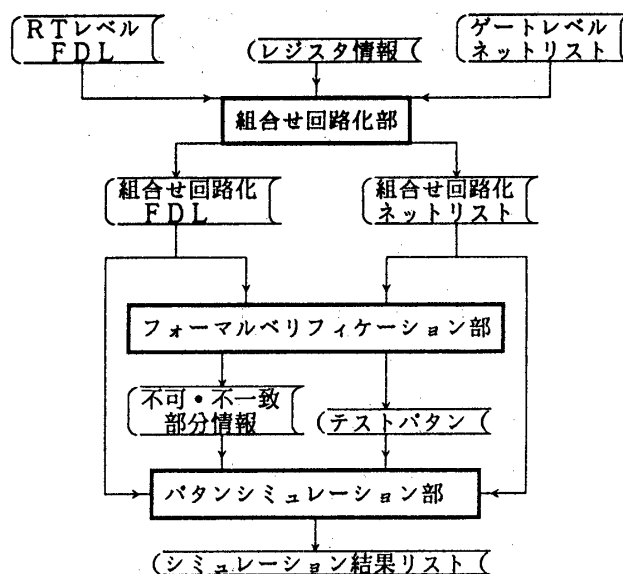 RTレベル
FDL
レジスタ情報
ゲートレベル
ネットリスト
組合せ回路化部
組合せ回路化
FDL
組合せ回路化
ネットリスト
フォーマルベリフィケーション部
不可・不一致
部分情報
テストパタン
パタンシミュレーション部
シミュレーション結果リスト